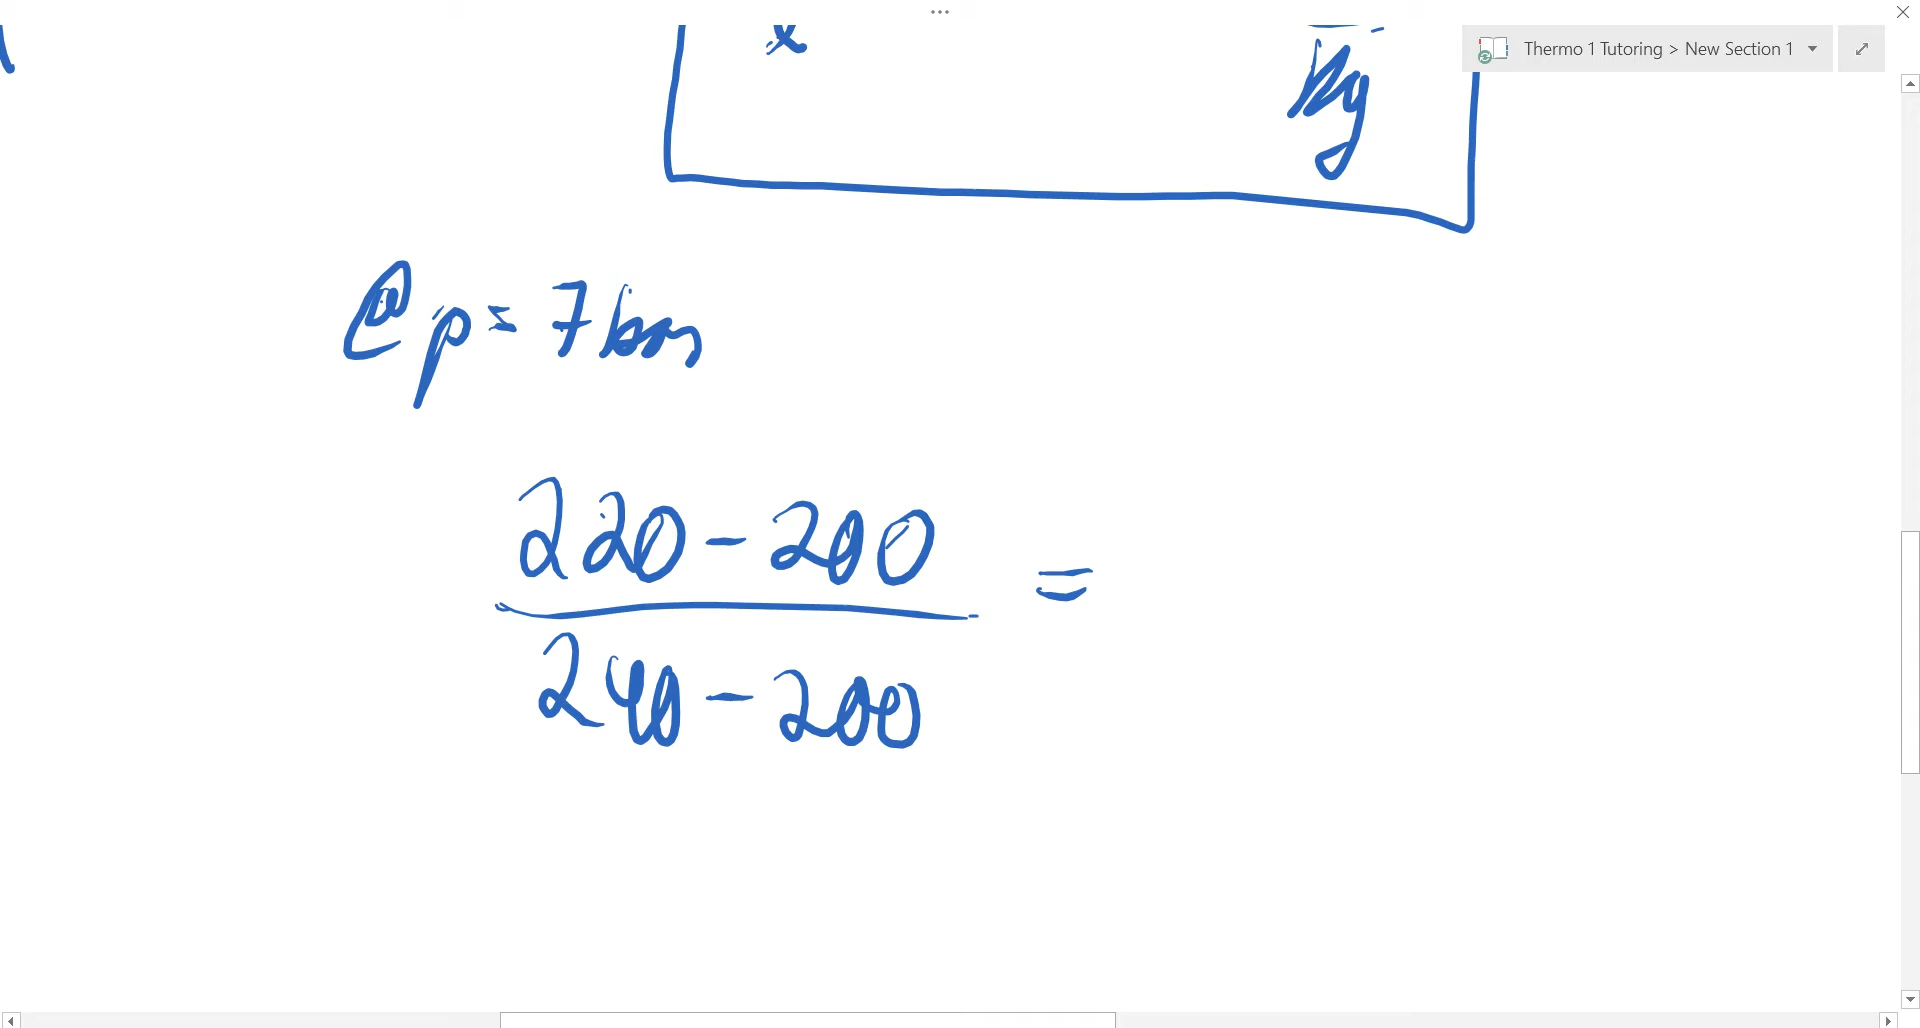 Thermo 1 Tutoring > New Section 1
x
kg
@ p = 7 bar
220 - 200 =
240 - 200